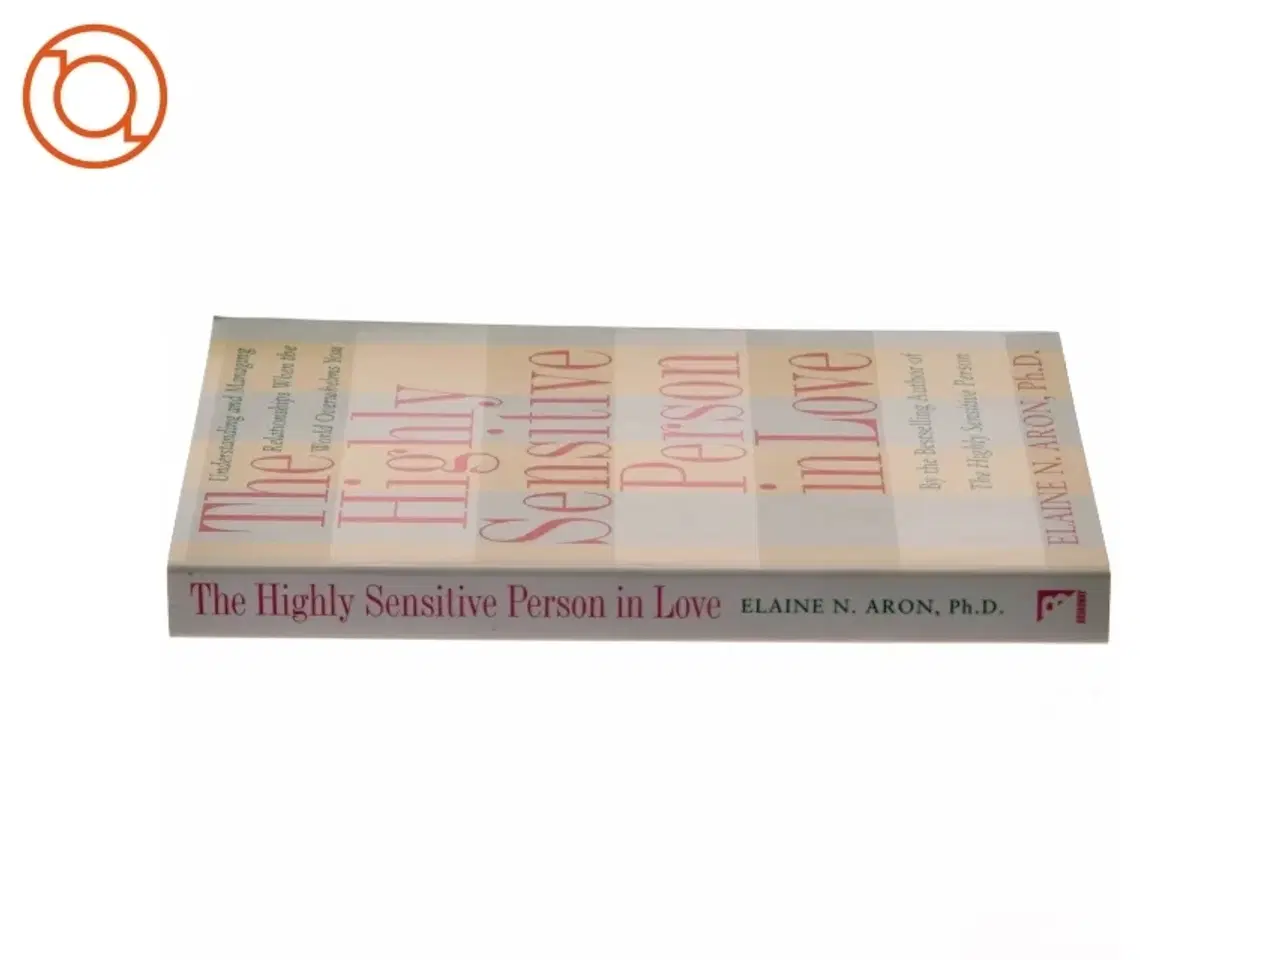 Understanding and Managing
Relationships When the
World Overwhelms You
The
Highly
Sensitive
Person
in Love
By the Bestselling Author of
The Highly Sensitive Person
ELAINE N. ARON, Ph.D.
The Highly Sensitive Person in Love ELAINE N. ARON, Ph.D.
BROADWAY